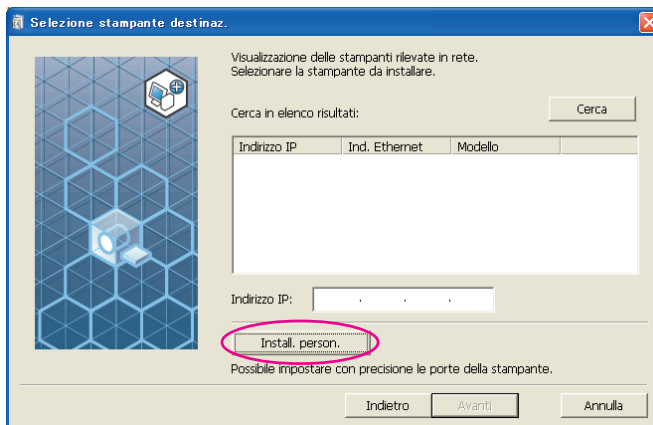 Selezione stampante destinaz.
Visualizzazione delle stampanti rilevate in rete.
Selezionare la stampante da installare.
Cerca in elenco risultati:
Cerca
Indirizzo IP Ind. Ethernet Modello
Indirizzo IP: . . .
Install. person.
Possibile impostare con precisione le porte della stampante.
Indietro Avanti Annulla